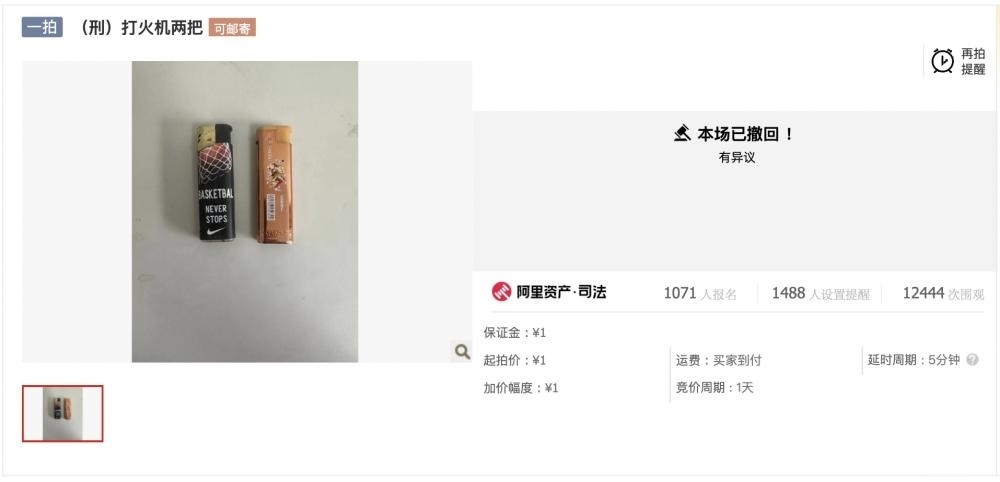 一拍 （刑）打火机两把 可邮寄
再拍
提醒
本场已撤回！
有异议
BASKETBAL
NEVER
STOPS
阿里资产·司法 1071 人报名 1488 人设置提醒 12444 次围观
保证金：¥1
起拍价：¥1 运费：买家到付 延时周期：5分钟 ?
加价幅度：¥1 竞价周期：1天